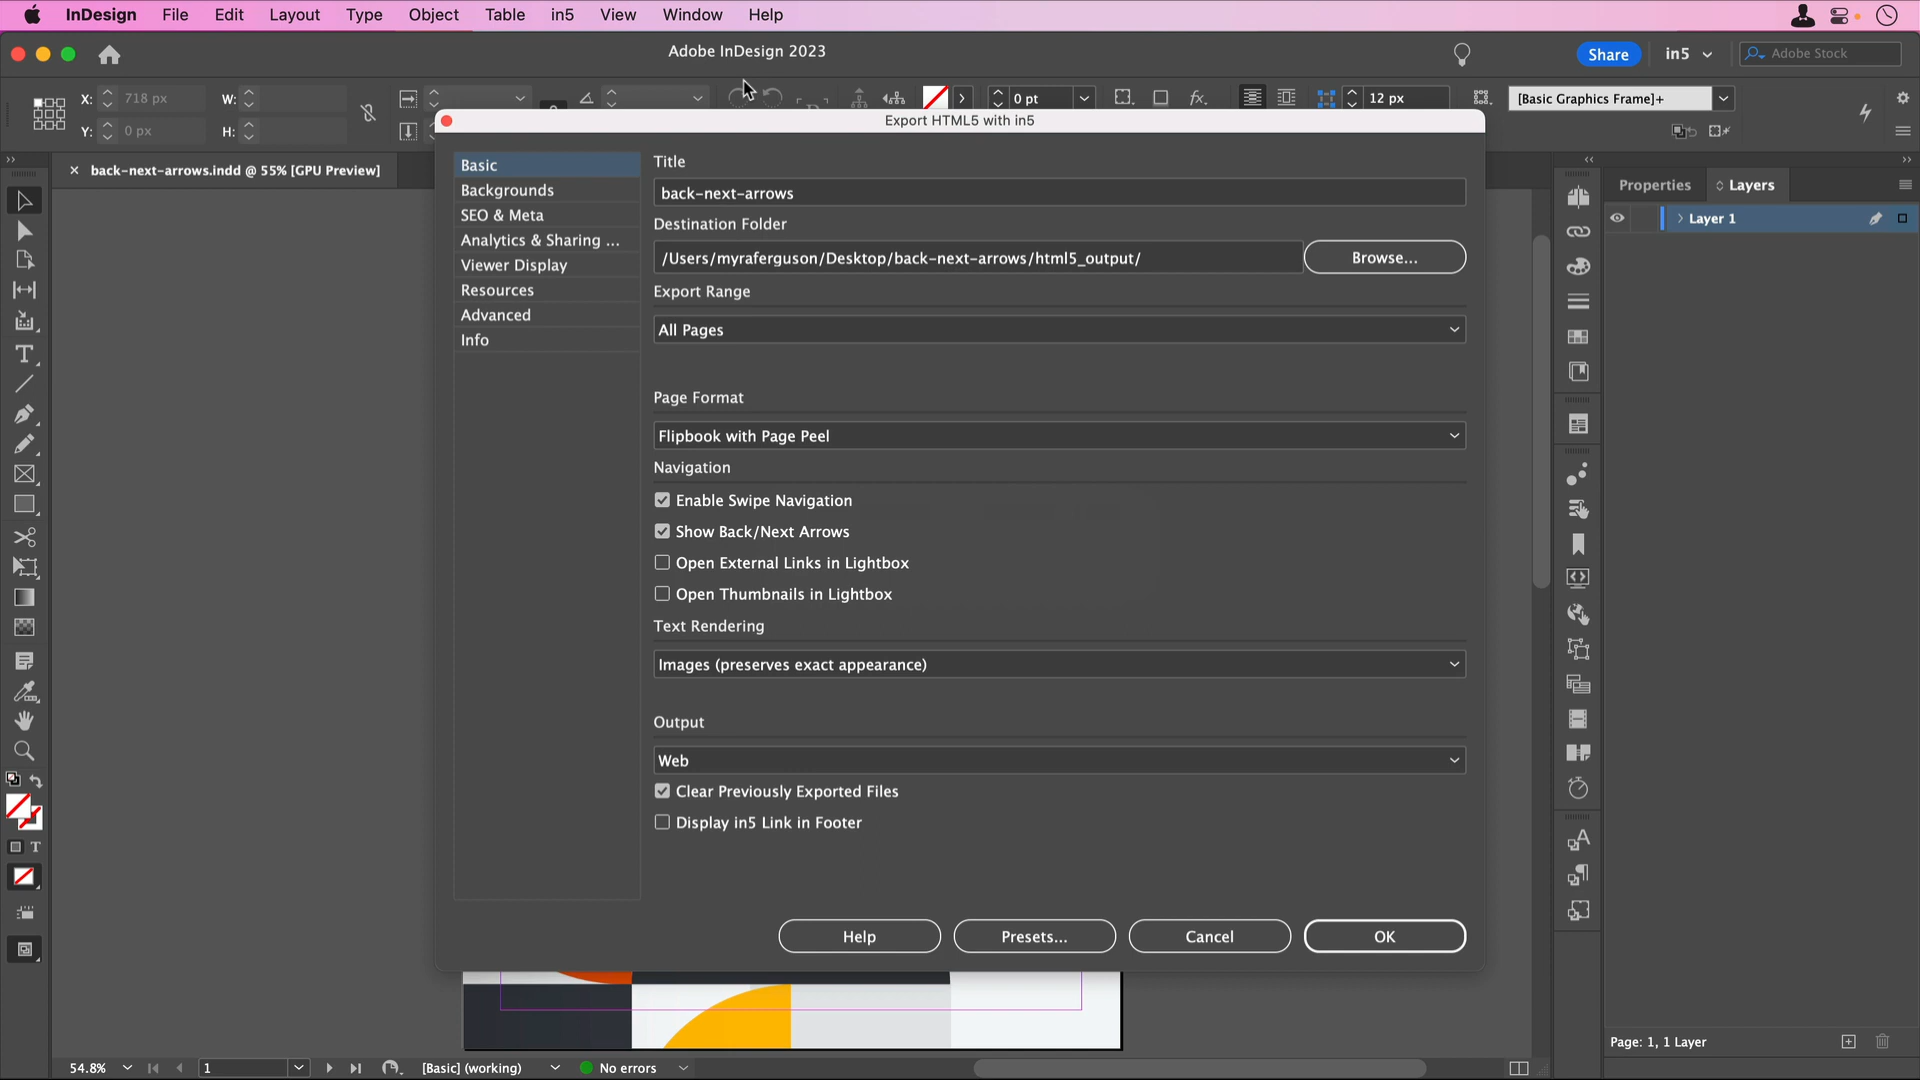 InDesign File Edit Layout Type Object Table in5 View Window Help
Adobe InDesign 2023
Share
in5
Adobe Stock
X: 718 px W:
Y: 0 px H:
0 pt
fx
12 px
[Basic Graphics Frame]+
back-next-arrows.indd @ 55% [GPU Preview]
Export HTML5 with in5
Basic
Backgrounds
SEO & Meta
Analytics & Sharing ...
Viewer Display
Resources
Advanced
Info
Title
back-next-arrows
Destination Folder
/Users/myraferguson/Desktop/back-next-arrows/html5_output/
Browse...
Export Range
All Pages
Page Format
Flipbook with Page Peel
Navigation
Enable Swipe Navigation
Show Back/Next Arrows
Open External Links in Lightbox
Open Thumbnails in Lightbox
Text Rendering
Images (preserves exact appearance)
Output
Web
Clear Previously Exported Files
Display in5 Link in Footer
Help
Presets...
Cancel
OK
Properties
Layers
Layer 1
Page: 1, 1 Layer
54.8%
1
[Basic] (working)
No errors